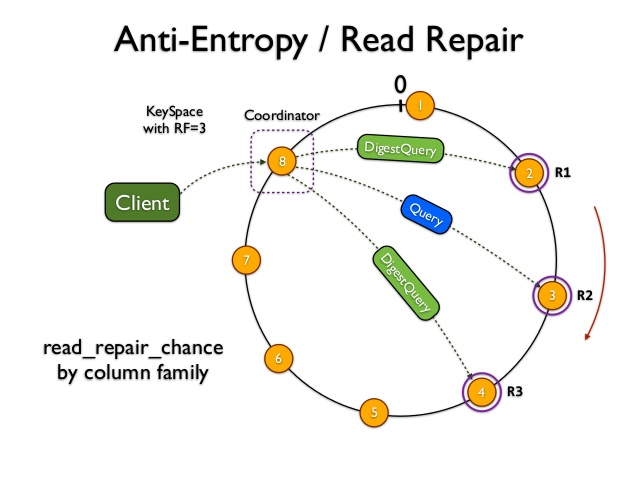 Anti-Entropy / Read Repair
0
1
KeySpace
with RF=3
Coordinator
DigestQuery
8
2
R1
Client
Query
7
DigestQuery
3
R2
read_repair_chance
by column family
6
4
R3
5